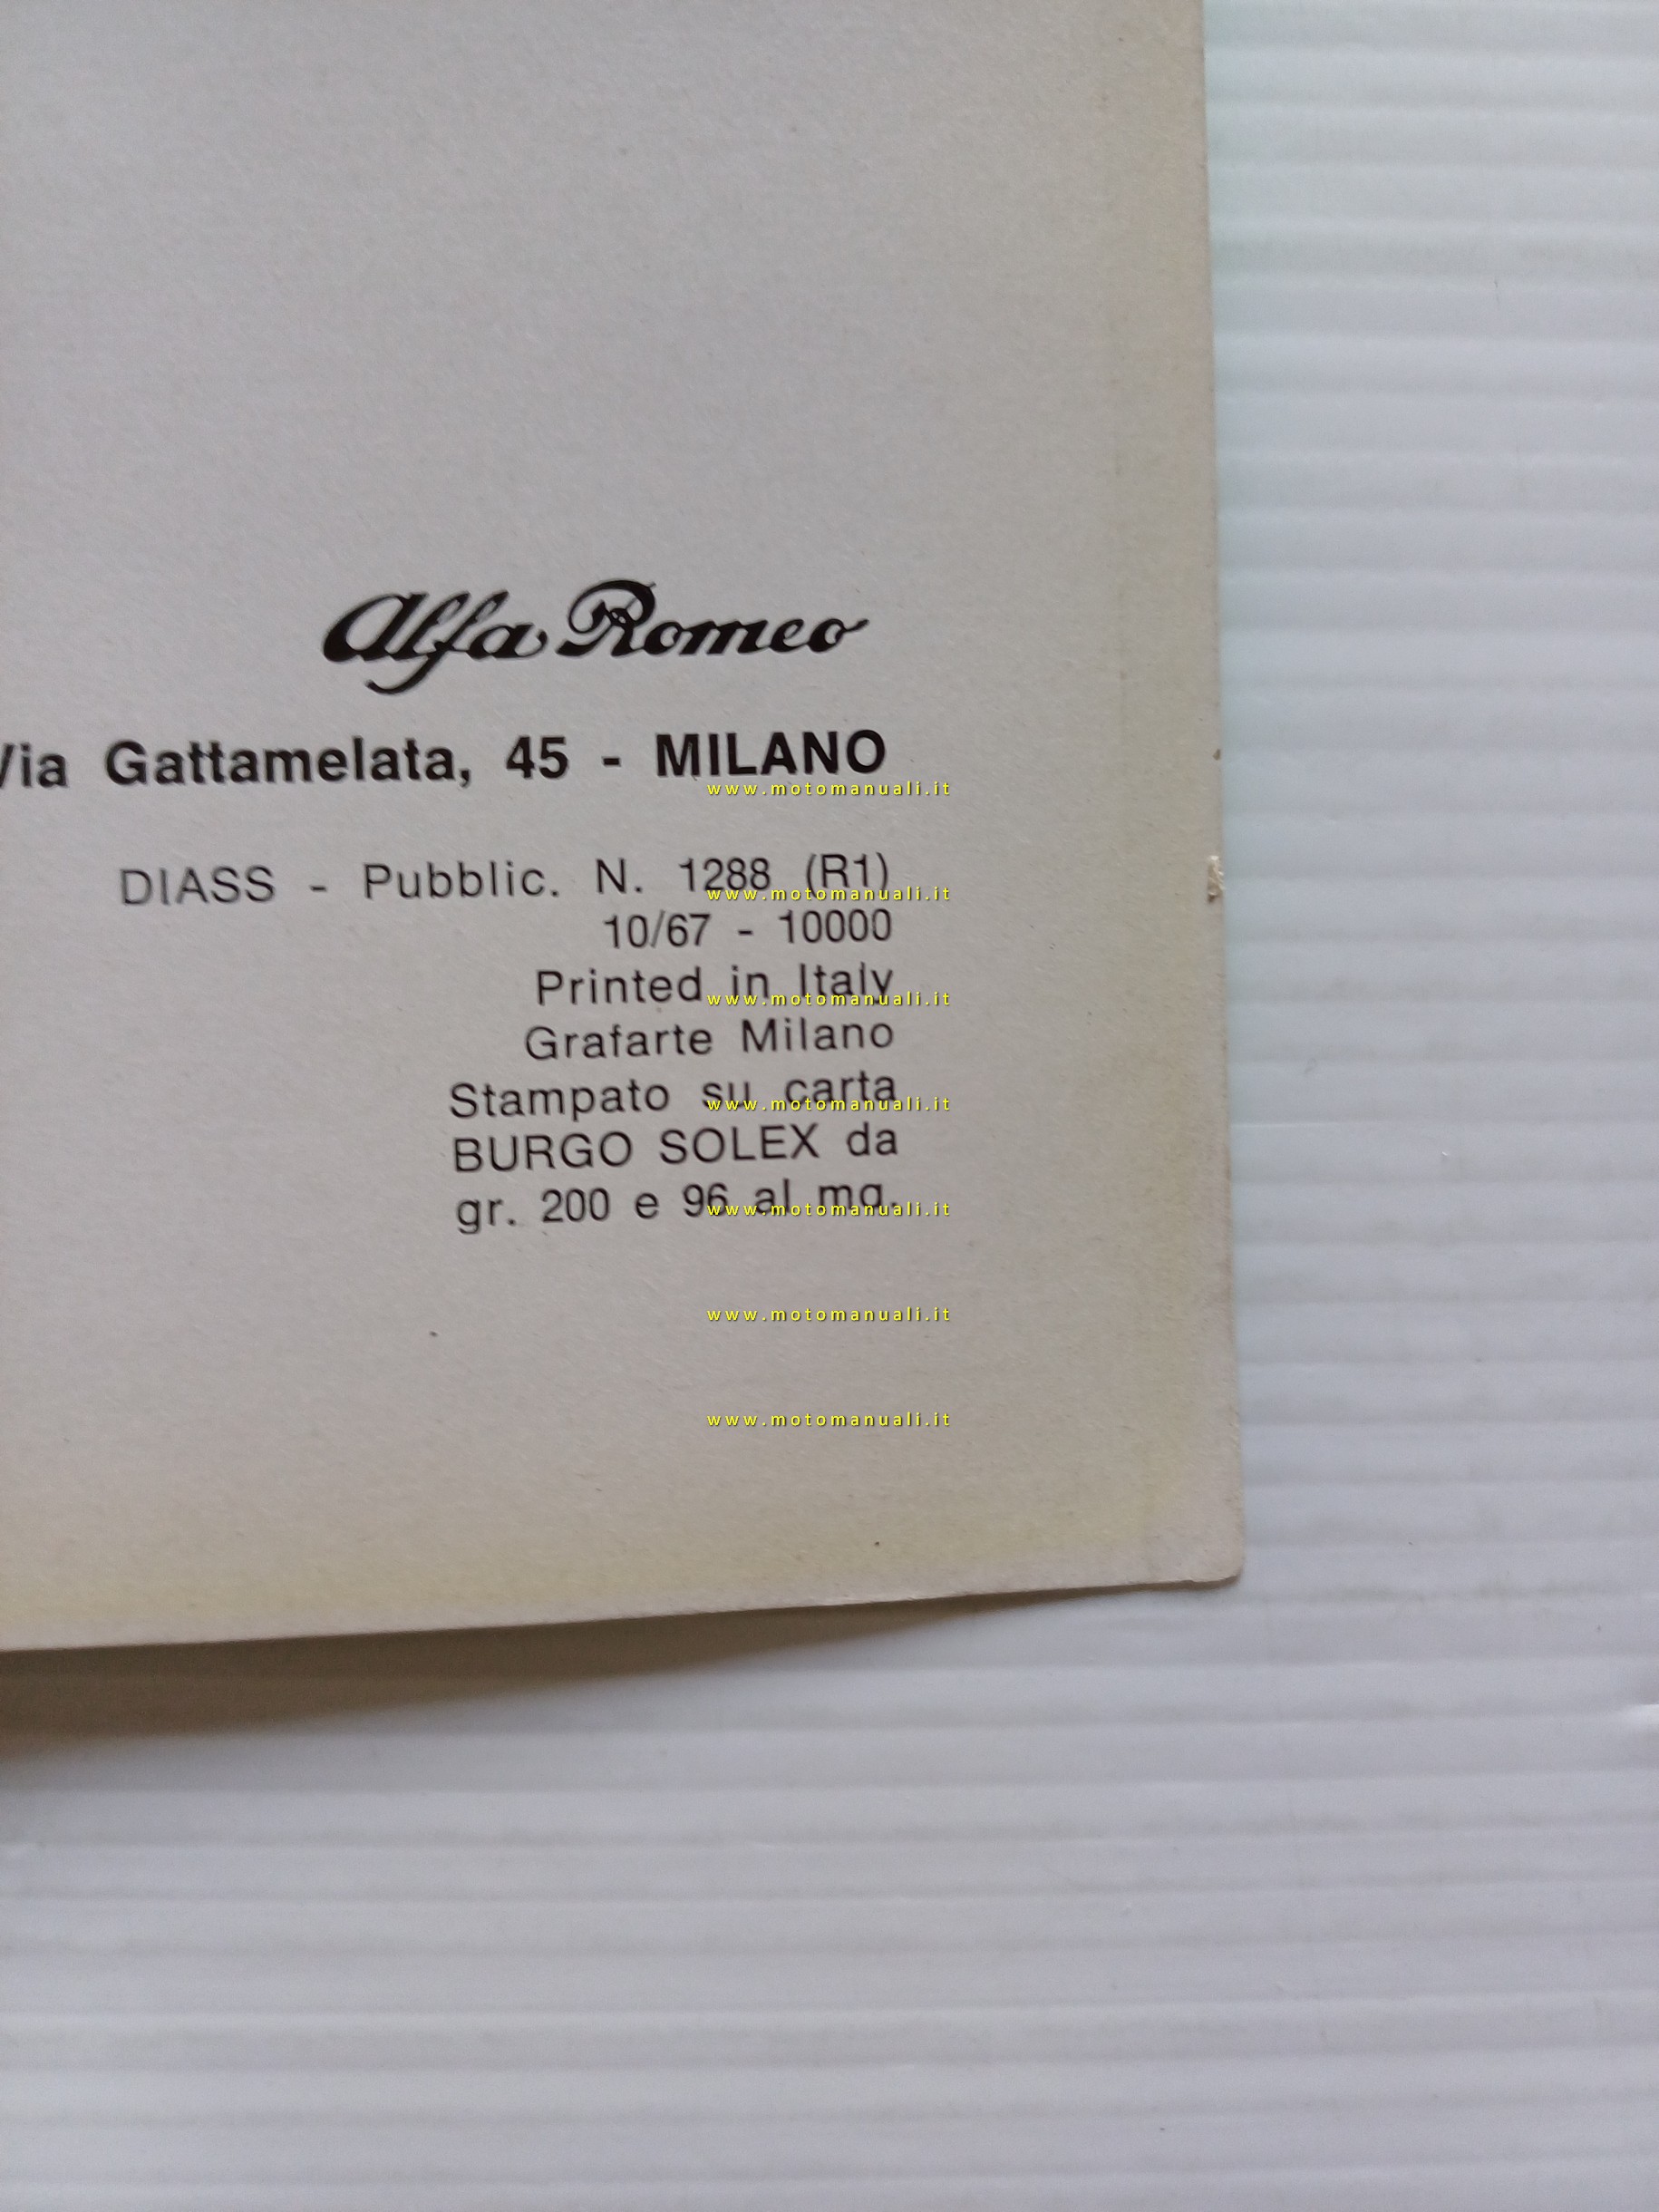 Alfa Romeo
Via Gattamelata, 45 - MILANO
www.motomanuali.it
DIASS - Pubblic. N. 1288 (R1)
www.motomanuali.it
10/67 - 10000
Printed in Italy
www.motomanuali.it
Grafarte Milano
Stampato su carta
www.motomanuali.it
BURGO SOLEX da
gr. 200 e 96 al mq.
www.motomanuali.it
www.motomanuali.it
www.motomanuali.it